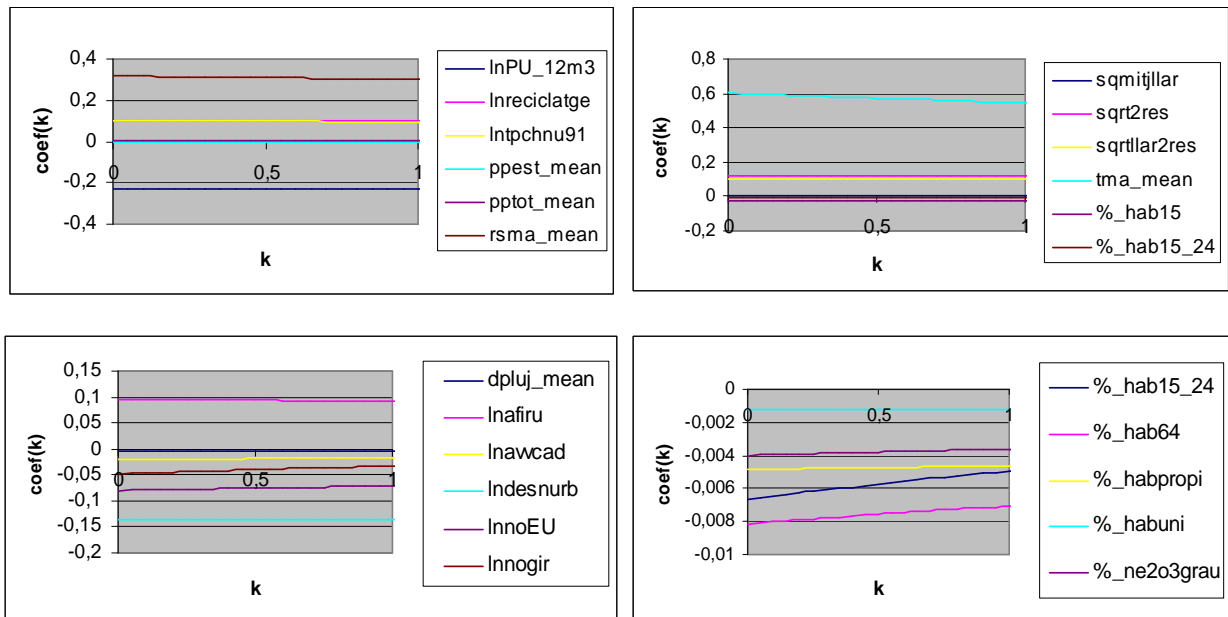 0,4
0,2
0
-0,2
-0,4
0 0,5 1
coef(k)
k
lnPU_12m3
lnreciclatge
lntpchnu91
ppest_mean
pptot_mean
rsma_mean
0,8
0,6
0,4
0,2
0
-0,2
0 0,5 1
coef(k)
k
sqmitjllar
sqrt2res
sqrtllar2res
tma_mean
%_hab15
%_hab15_24
0,15
0,1
0,05
0
-0,05
-0,1
-0,15
-0,2
0 0,5 1
coef(k)
k
dpluj_mean
lnafiru
lnavvcad
lndesnurb
lnnoEU
lnnogir
0
-0,002
-0,004
-0,006
-0,008
-0,01
0 0,5 1
coef(k)
k
%_hab15_24
%_hab64
%_habpropi
%_habuni
%_ne2o3grau